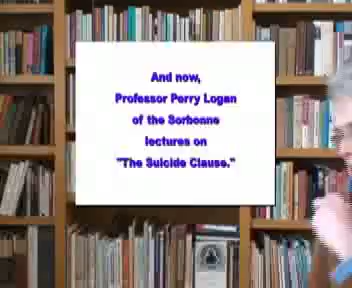 And now,
Professor Perry Logan
of the Sorbonne
lectures on
"The Suicide Clause."